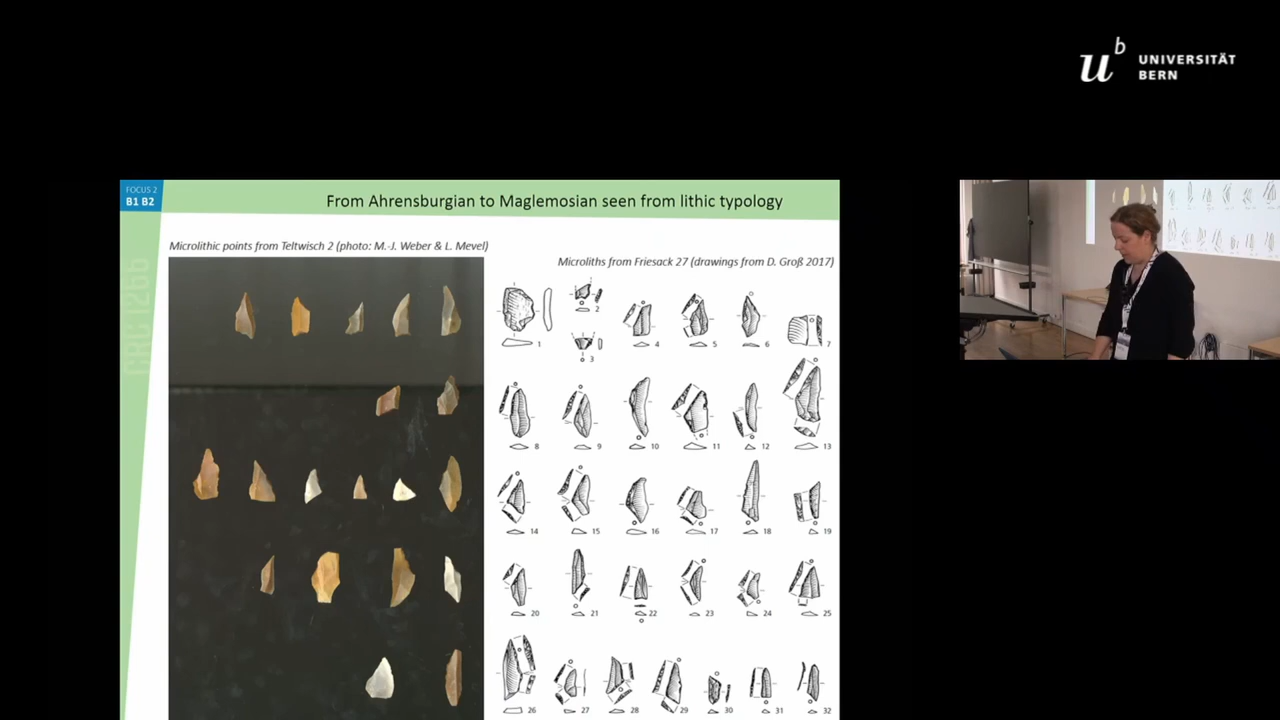 u
b
UNIVERSITÄT
BERN
FOCUS 2
B1 B2
From Ahrensburgian to Maglemosian seen from lithic typology
Microlithic points from Teltwisch 2 (photo: M.-J. Weber & L. Mevel)
Microliths from Friesack 27 (drawings from D. Groß 2017)
CRC1266
1 2 3 4 5 6 7
8 9 10 11 12 13
14 15 16 17 18 19
20 21 22 23 24 25
26 27 28 29 30 31 32